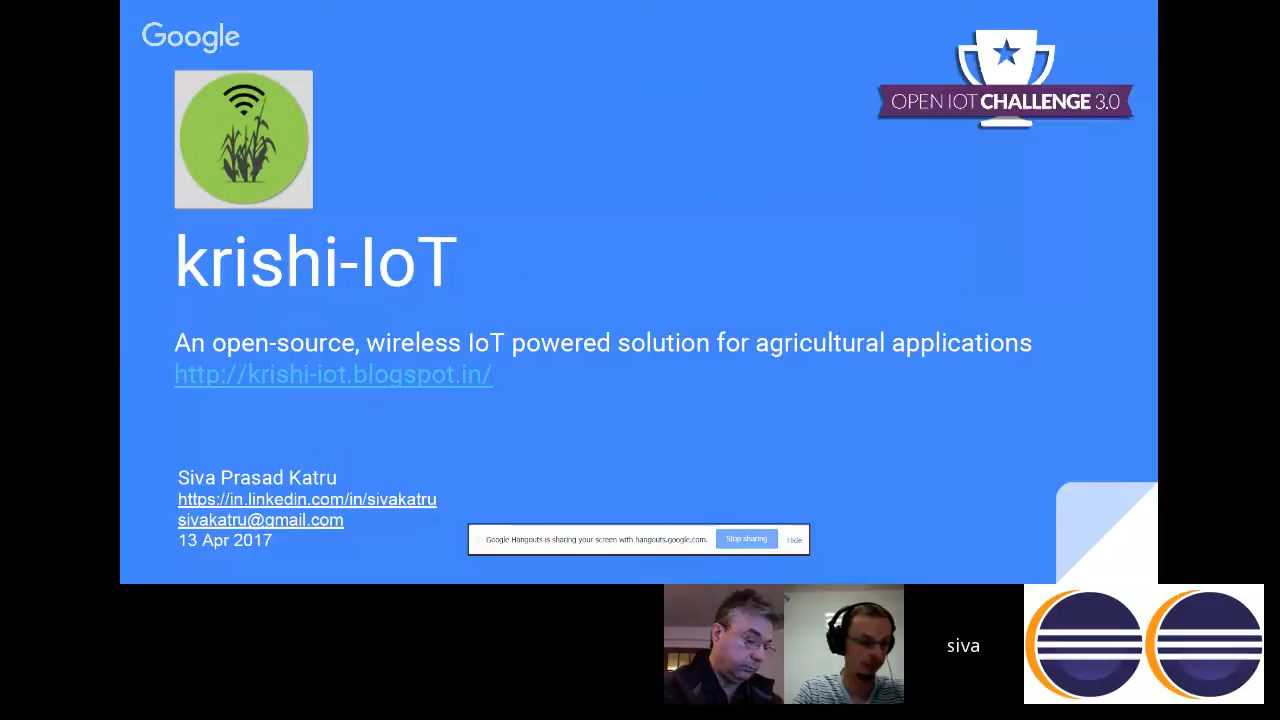 Google
OPEN IOT CHALLENGE 3.0
krishi-IoT
An open-source, wireless IoT powered solution for agricultural applications
http://krishi-iot.blogspot.in/
Siva Prasad Katru
https://in.linkedin.com/in/sivakatru
sivakatru@gmail.com
13 Apr 2017
Google Hangouts is sharing your screen with hangouts.google.com.
Stop sharing
Hide
siva